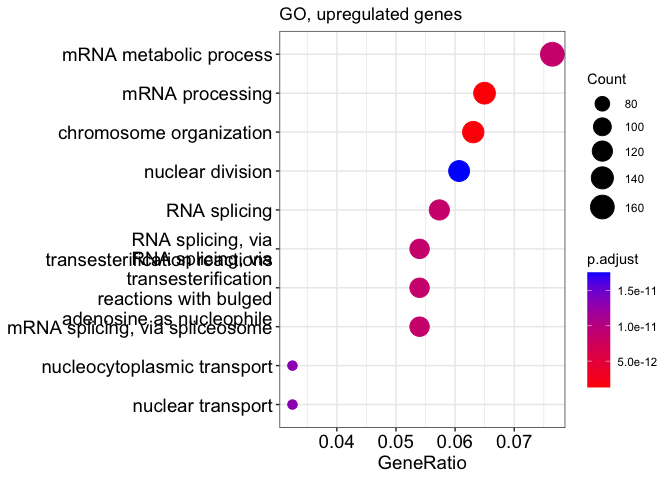 GO, upregulated genes
mRNA metabolic process
mRNA processing
chromosome organization
nuclear division
RNA splicing
RNA splicing, via
transesterification reactions
RNA splicing, via
transesterification
reactions with bulged
adenosine as nucleophile
mRNA splicing, via spliceosome
nucleocytoplasmic transport
nuclear transport
0.04 0.05 0.06 0.07
GeneRatio
Count
80
100
120
140
160
p.adjust
1.5e-11
1.0e-11
5.0e-12